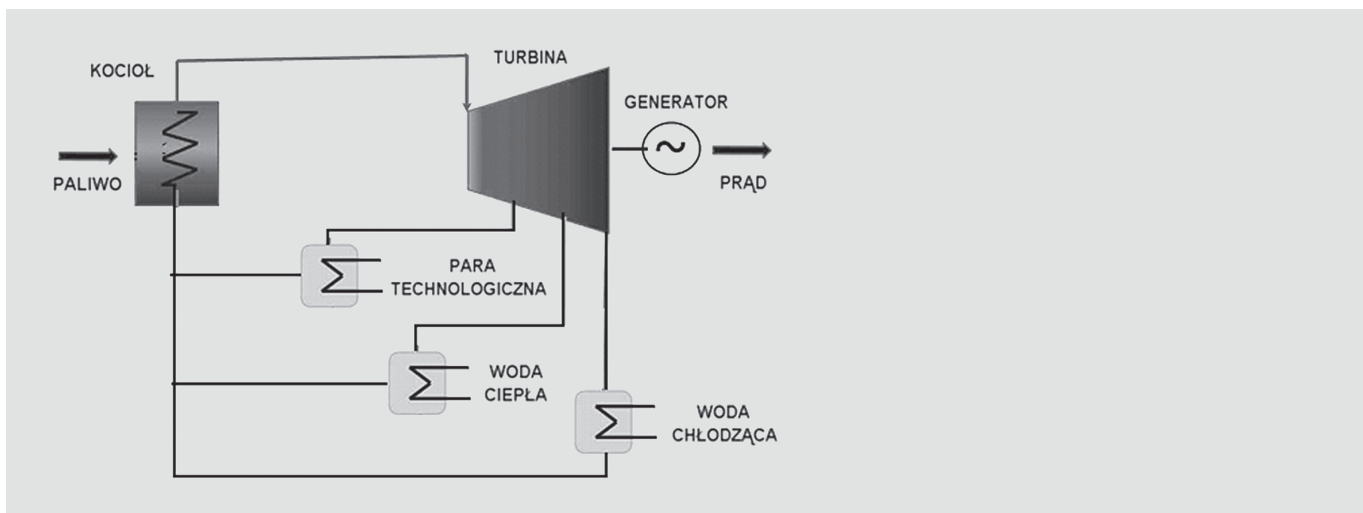 TURBINA
KOCIOŁ
GENERATOR
PALIWO
PRĄD
PARA
TECHNOLOGICZNA
WODA
CIEPŁA
WODA
CHŁODZĄCA